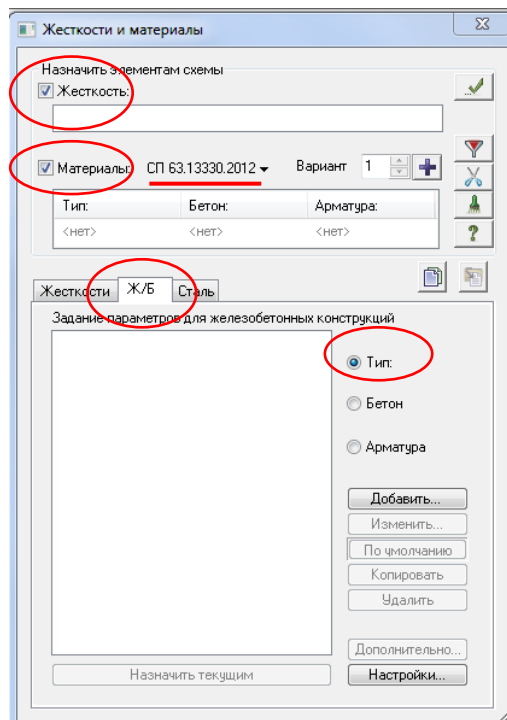 Жесткости и материалы
Назначить элементам схемы
Жесткость:
Материалы: СП 63.13330.2012 Вариант 1
Тип: Бетон: Арматура:
<нет> <нет> <нет>
?
Жесткости Ж/Б Сталь
Задание параметров для железобетонных конструкций
Тип:
Бетон
Арматура
Добавить...
Изменить...
По умолчанию
Копировать
Удалить
Дополнительно...
Назначить текущим Настройки...